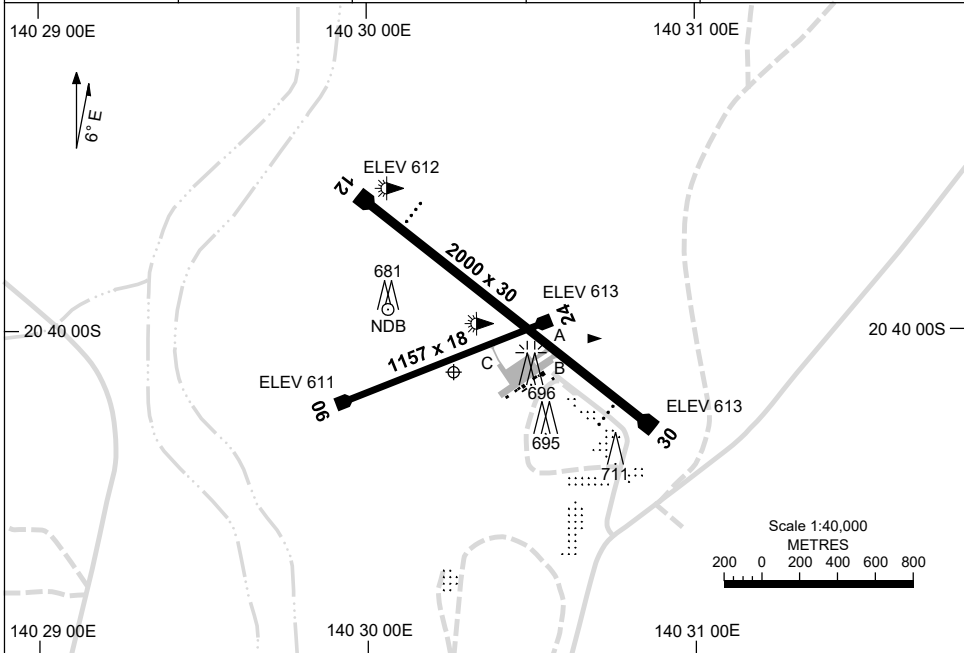 140 29 00E
140 30 00E
140 31 00E
6° E
ELEV 612
12
2000 x 30
681
NDB
ELEV 613
24
20 40 00S
20 40 00S
A
1157 x 18
C
B
ELEV 611
06
696
ELEV 613
30
695
711
Scale 1:40,000
METRES
200 0 200 400 600 800
140 29 00E
140 30 00E
140 31 00E